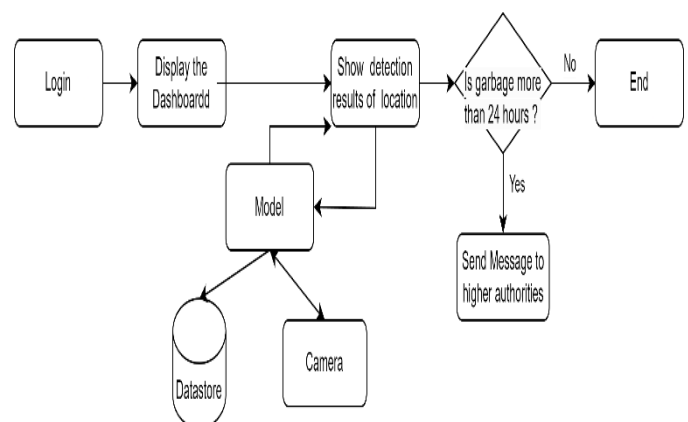 Login
Display the
Dashboardd
Show detection
results of location
Is garbage more
than 24 hours ?
No
End
Yes
Send Message to
higher authorities
Model
Datastore
Camera